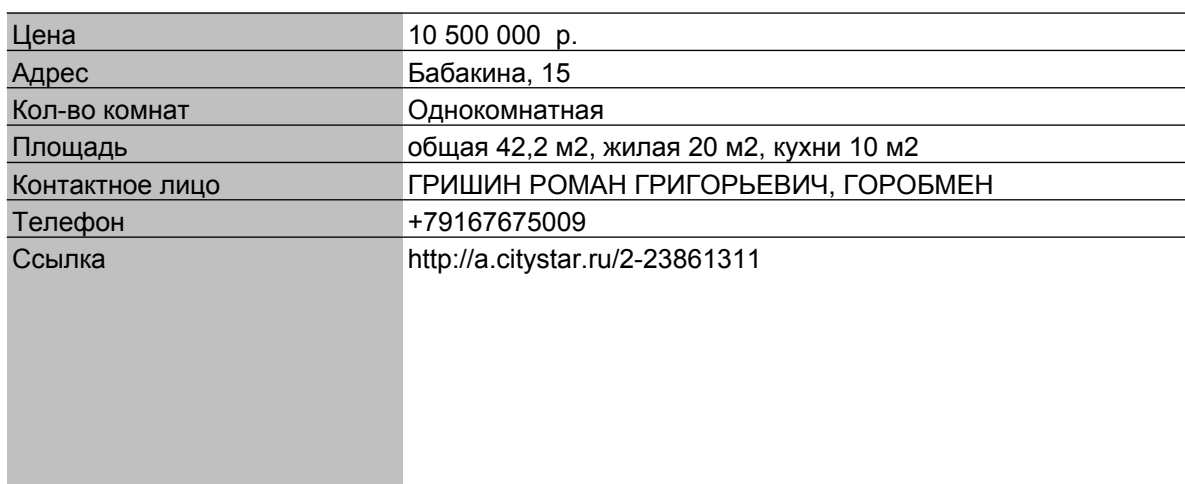 Цена 10 500 000 р.
Адрес Бабакина, 15
Кол-во комнат Однокомнатная
Площадь общая 42,2 м2, жилая 20 м2, кухни 10 м2
Контактное лицо ГРИШИН РОМАН ГРИГОРЬЕВИЧ, ГОРОБМЕН
Телефон +79167675009
Ссылка http://a.citystar.ru/2-23861311